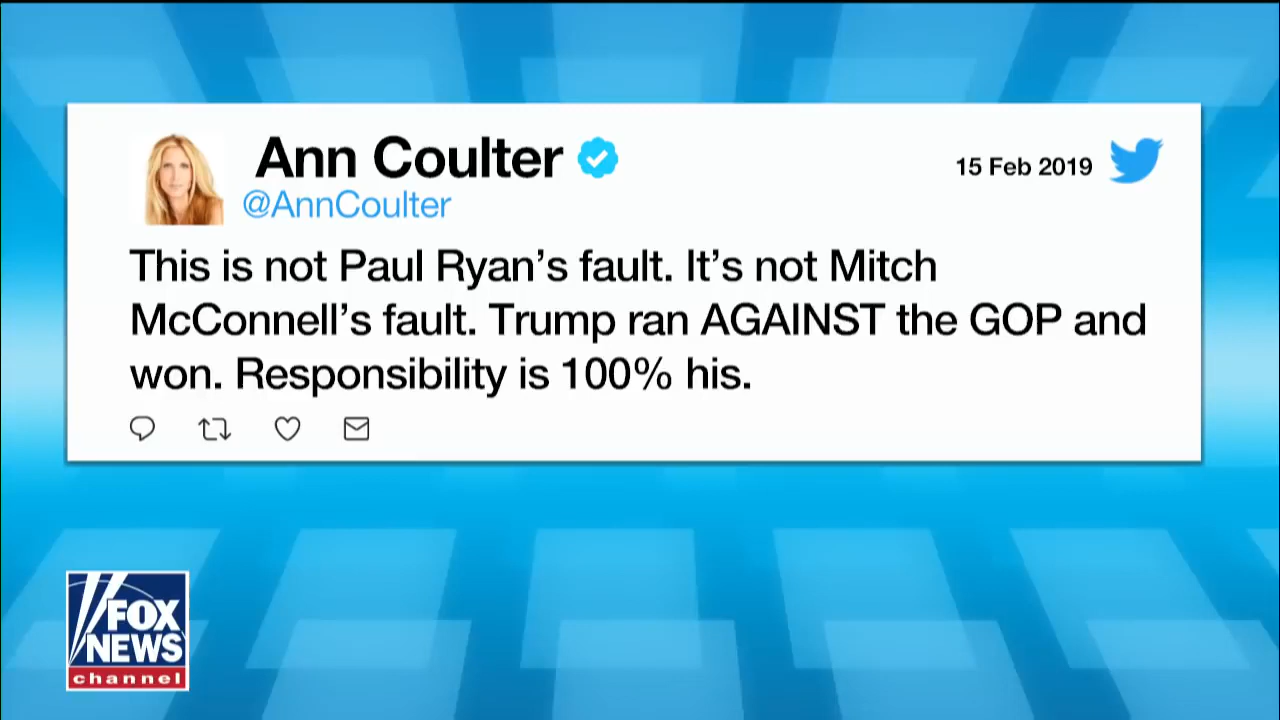 Ann Coulter
15 Feb 2019
@AnnCoulter
This is not Paul Ryan’s fault. It’s not Mitch
McConnell’s fault. Trump ran AGAINST the GOP and
won. Responsibility is 100% his.
FOX
NEWS
channel